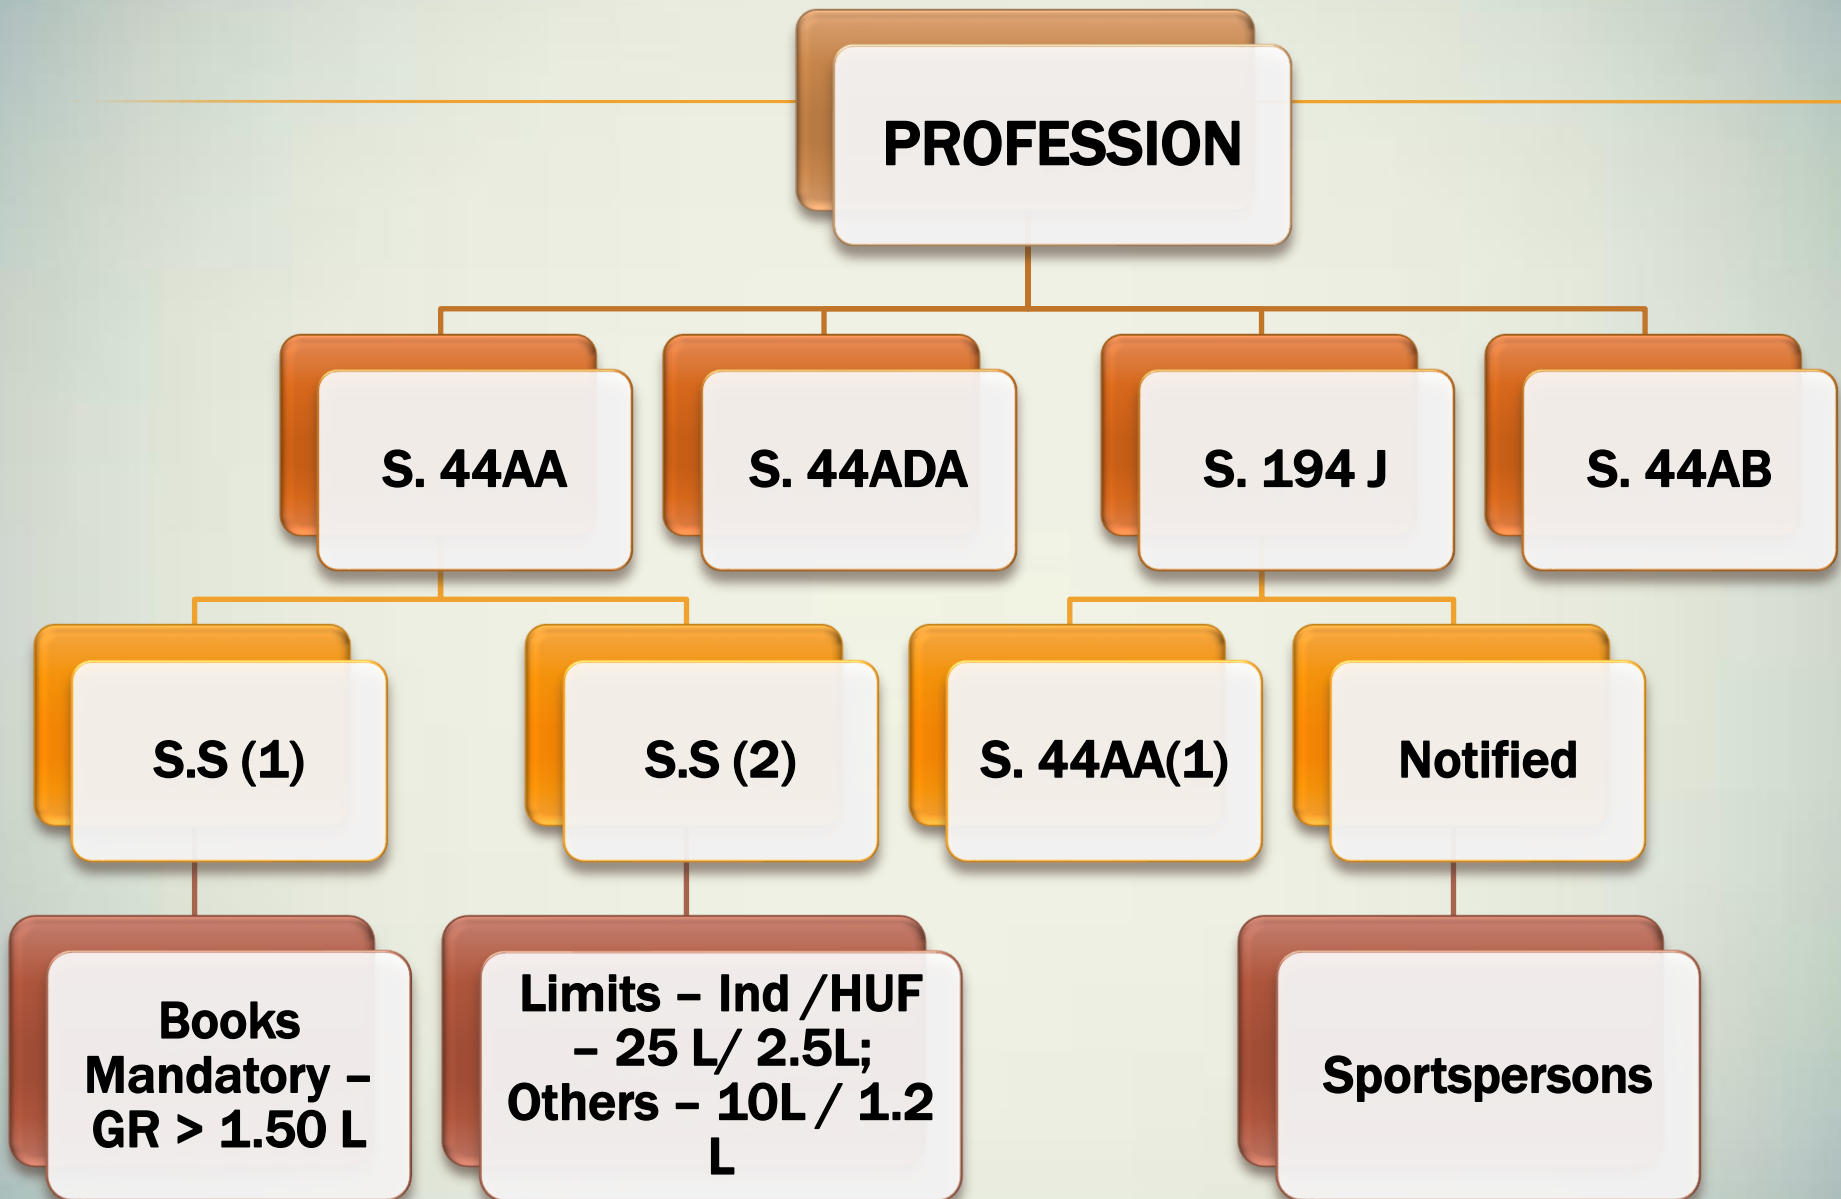 PROFESSION
S. 44AA
S. 44ADA
S. 194 J
S. 44AB
S.S (1)
S.S (2)
S. 44AA(1)
Notified
Books
Mandatory –
GR > 1.50 L
Limits – Ind /HUF
– 25 L/ 2.5L;
Others – 10L / 1.2
L
Sportspersons